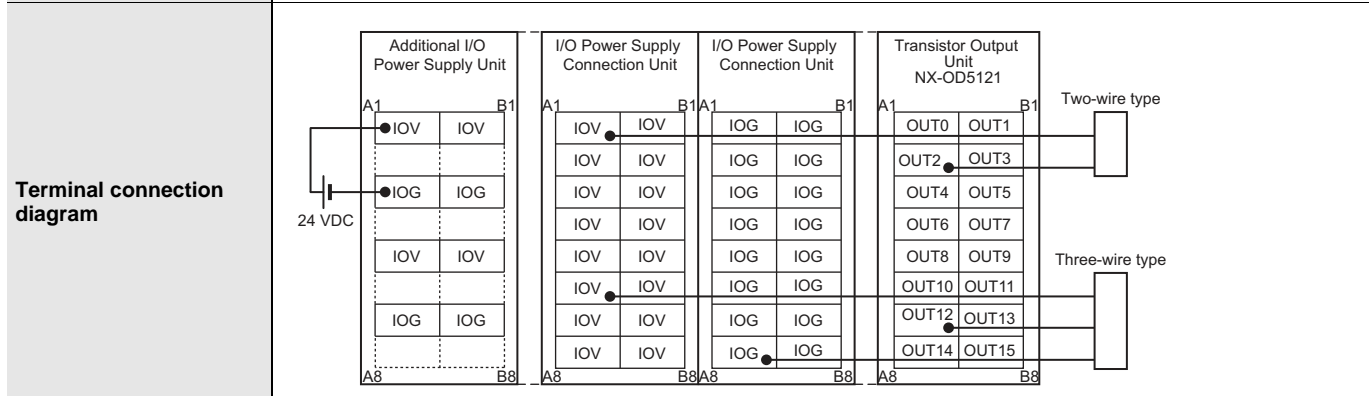 Terminal connection
diagram
Additional I/O
Power Supply Unit
I/O Power Supply
Connection Unit
I/O Power Supply
Connection Unit
Transistor Output
Unit
NX-OD5121
Two-wire type
A1 B1 A1 B1 A1 B1 A1 B1
IOV IOV IOV IOV IOG IOG OUT0 OUT1
IOV IOV IOG IOG OUT2 OUT3
IOG IOG IOV IOV IOG IOG OUT4 OUT5
24 VDC
IOV IOV IOG IOG OUT6 OUT7
IOV IOV IOV IOV IOG IOG OUT8 OUT9
Three-wire type
IOV IOV IOG IOG OUT10 OUT11
IOG IOG IOV IOV IOG IOG OUT12 OUT13
IOV IOV IOG IOG OUT14 OUT15
A8 B8 A8 B8 A8 B8 A8 B8